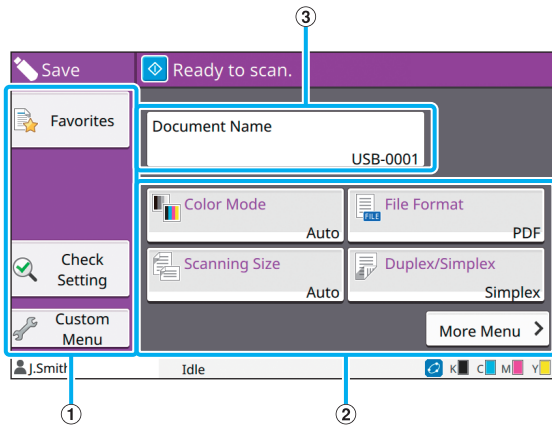 ③
Save
Ready to scan.
Favorites
Document Name
USB-0001
Color Mode
Auto
File Format
FILE
PDF
Scanning Size
Auto
Duplex/Simplex
Simplex
Check
Setting
Custom
Menu
More Menu
J.Smith
Idle
K C M Y
① ②